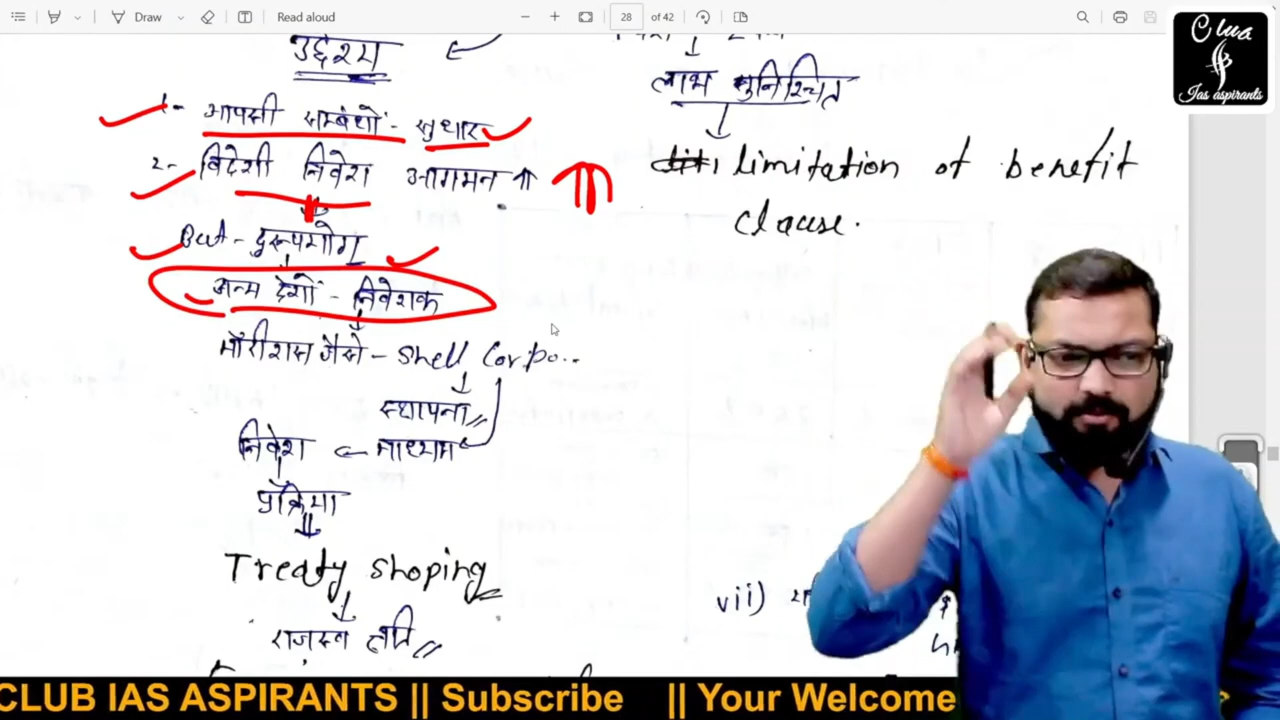 Draw
Read aloud
28 of 42
Clua
Ias aspirants
उद्देश्य
1- आपसी सम्बंधों - सुधार
2- विदेशी निवेश आगमन ⇈
But - दुरूपयोग
अन्य देशों - निवेशक
मॉरीशस जैसे - Shell Corpo..
स्थापना
निवेश ← माध्यम
प्रक्रिया
Treaty shoping
राजस्व हानि
लाभ सुनिश्चित
limitation of benefit
clause.
vii)
CLUB IAS ASPIRANTS || Subscribe || Your Welcome